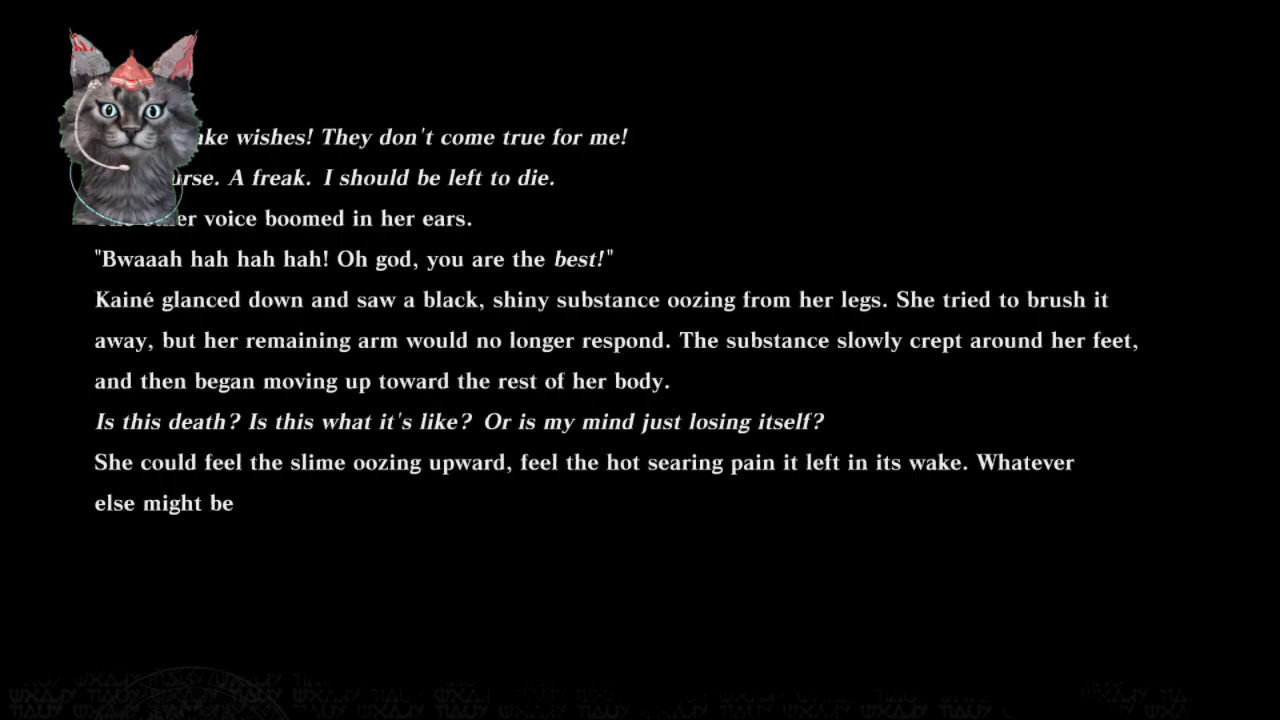 wishes! They don't come true for me!
A freak. I should be left to die.
voice boomed in her ears.
"Bwaaah hah hah hah! Oh god, you are the best!"
Kainé glanced down and saw a black, shiny substance oozing from her legs. She tried to brush it
away, but her remaining arm would no longer respond. The substance slowly crept around her feet,
and then began moving up toward the rest of her body.
Is this death? Is this what it's like? Or is my mind just losing itself?
She could feel the slime oozing upward, feel the hot searing pain it left in its wake. Whatever
else might be